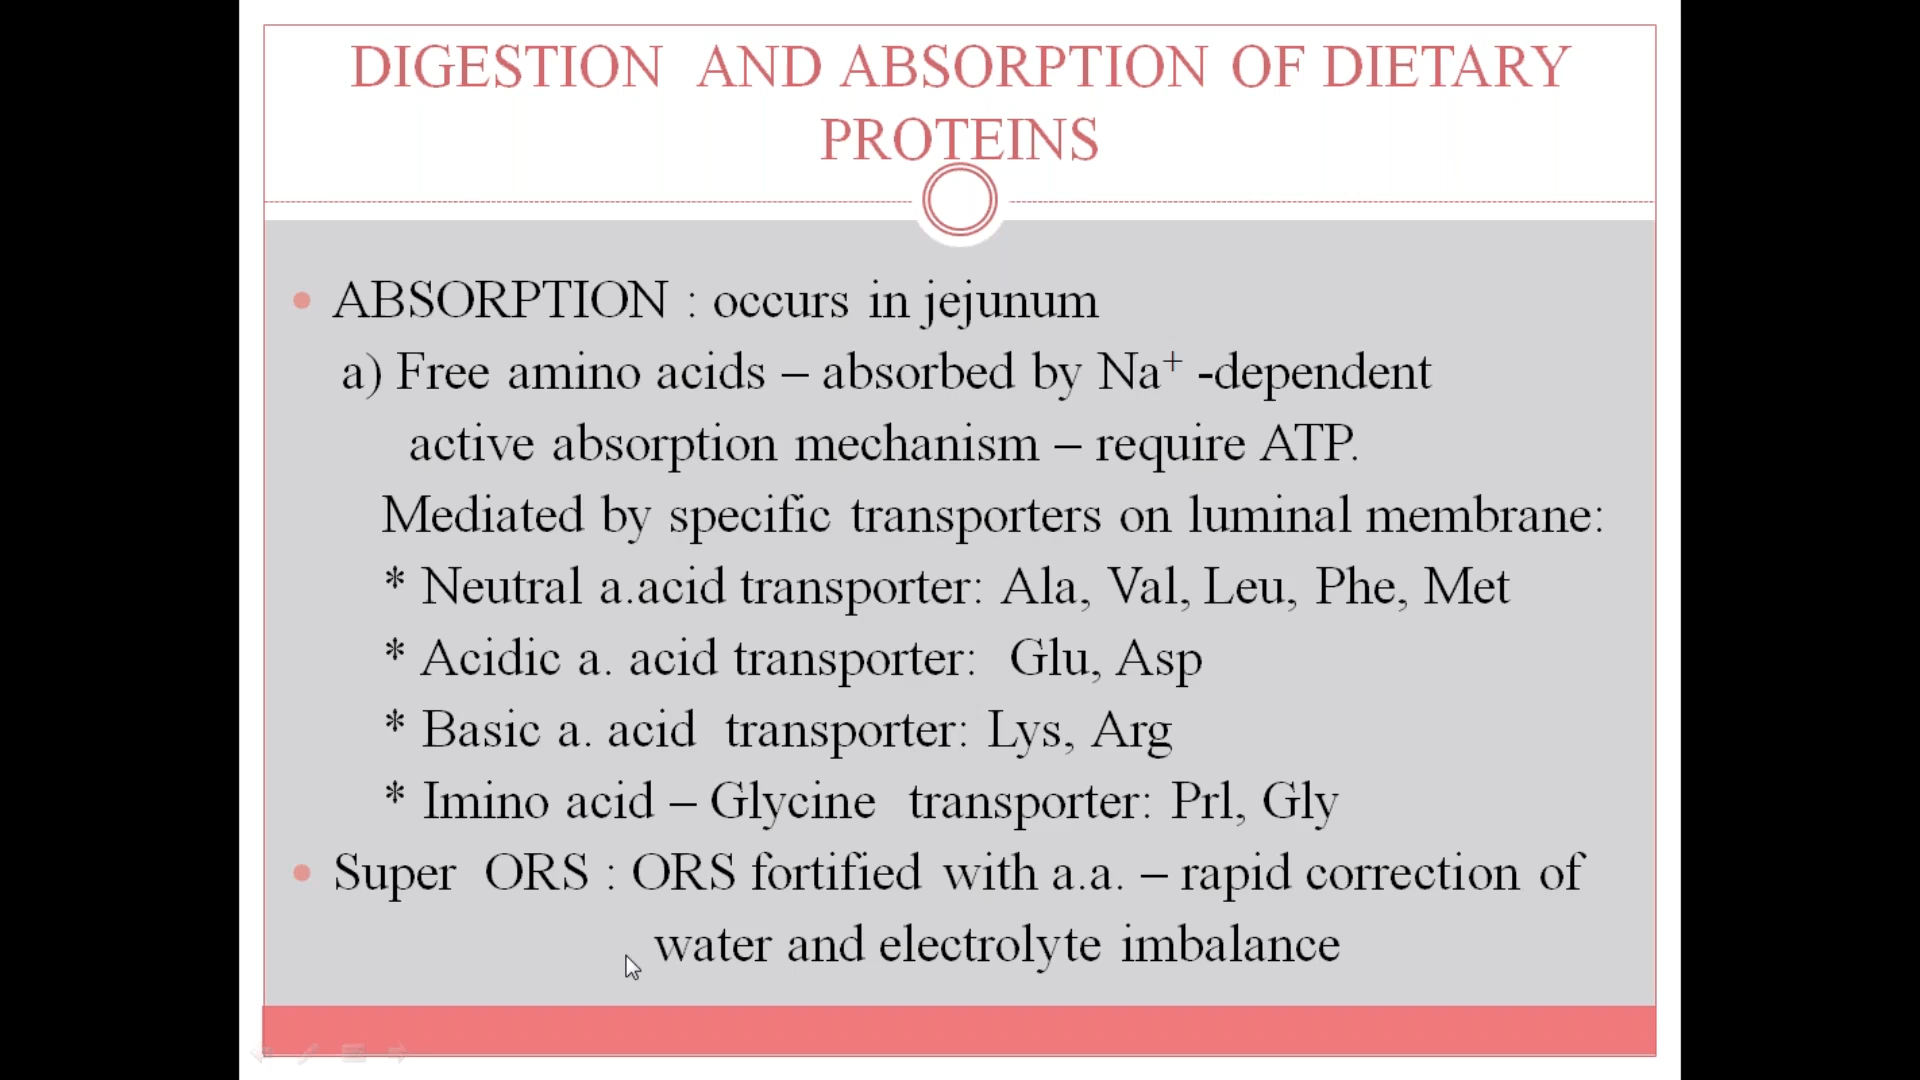 DIGESTION AND ABSORPTION OF DIETARY
PROTEINS
• ABSORPTION : occurs in jejunum
a) Free amino acids – absorbed by Na⁺ -dependent
active absorption mechanism – require ATP.
Mediated by specific transporters on luminal membrane:
* Neutral a.acid transporter: Ala, Val, Leu, Phe, Met
* Acidic a. acid transporter: Glu, Asp
* Basic a. acid transporter: Lys, Arg
* Imino acid – Glycine transporter: Prl, Gly
• Super ORS : ORS fortified with a.a. – rapid correction of
water and electrolyte imbalance